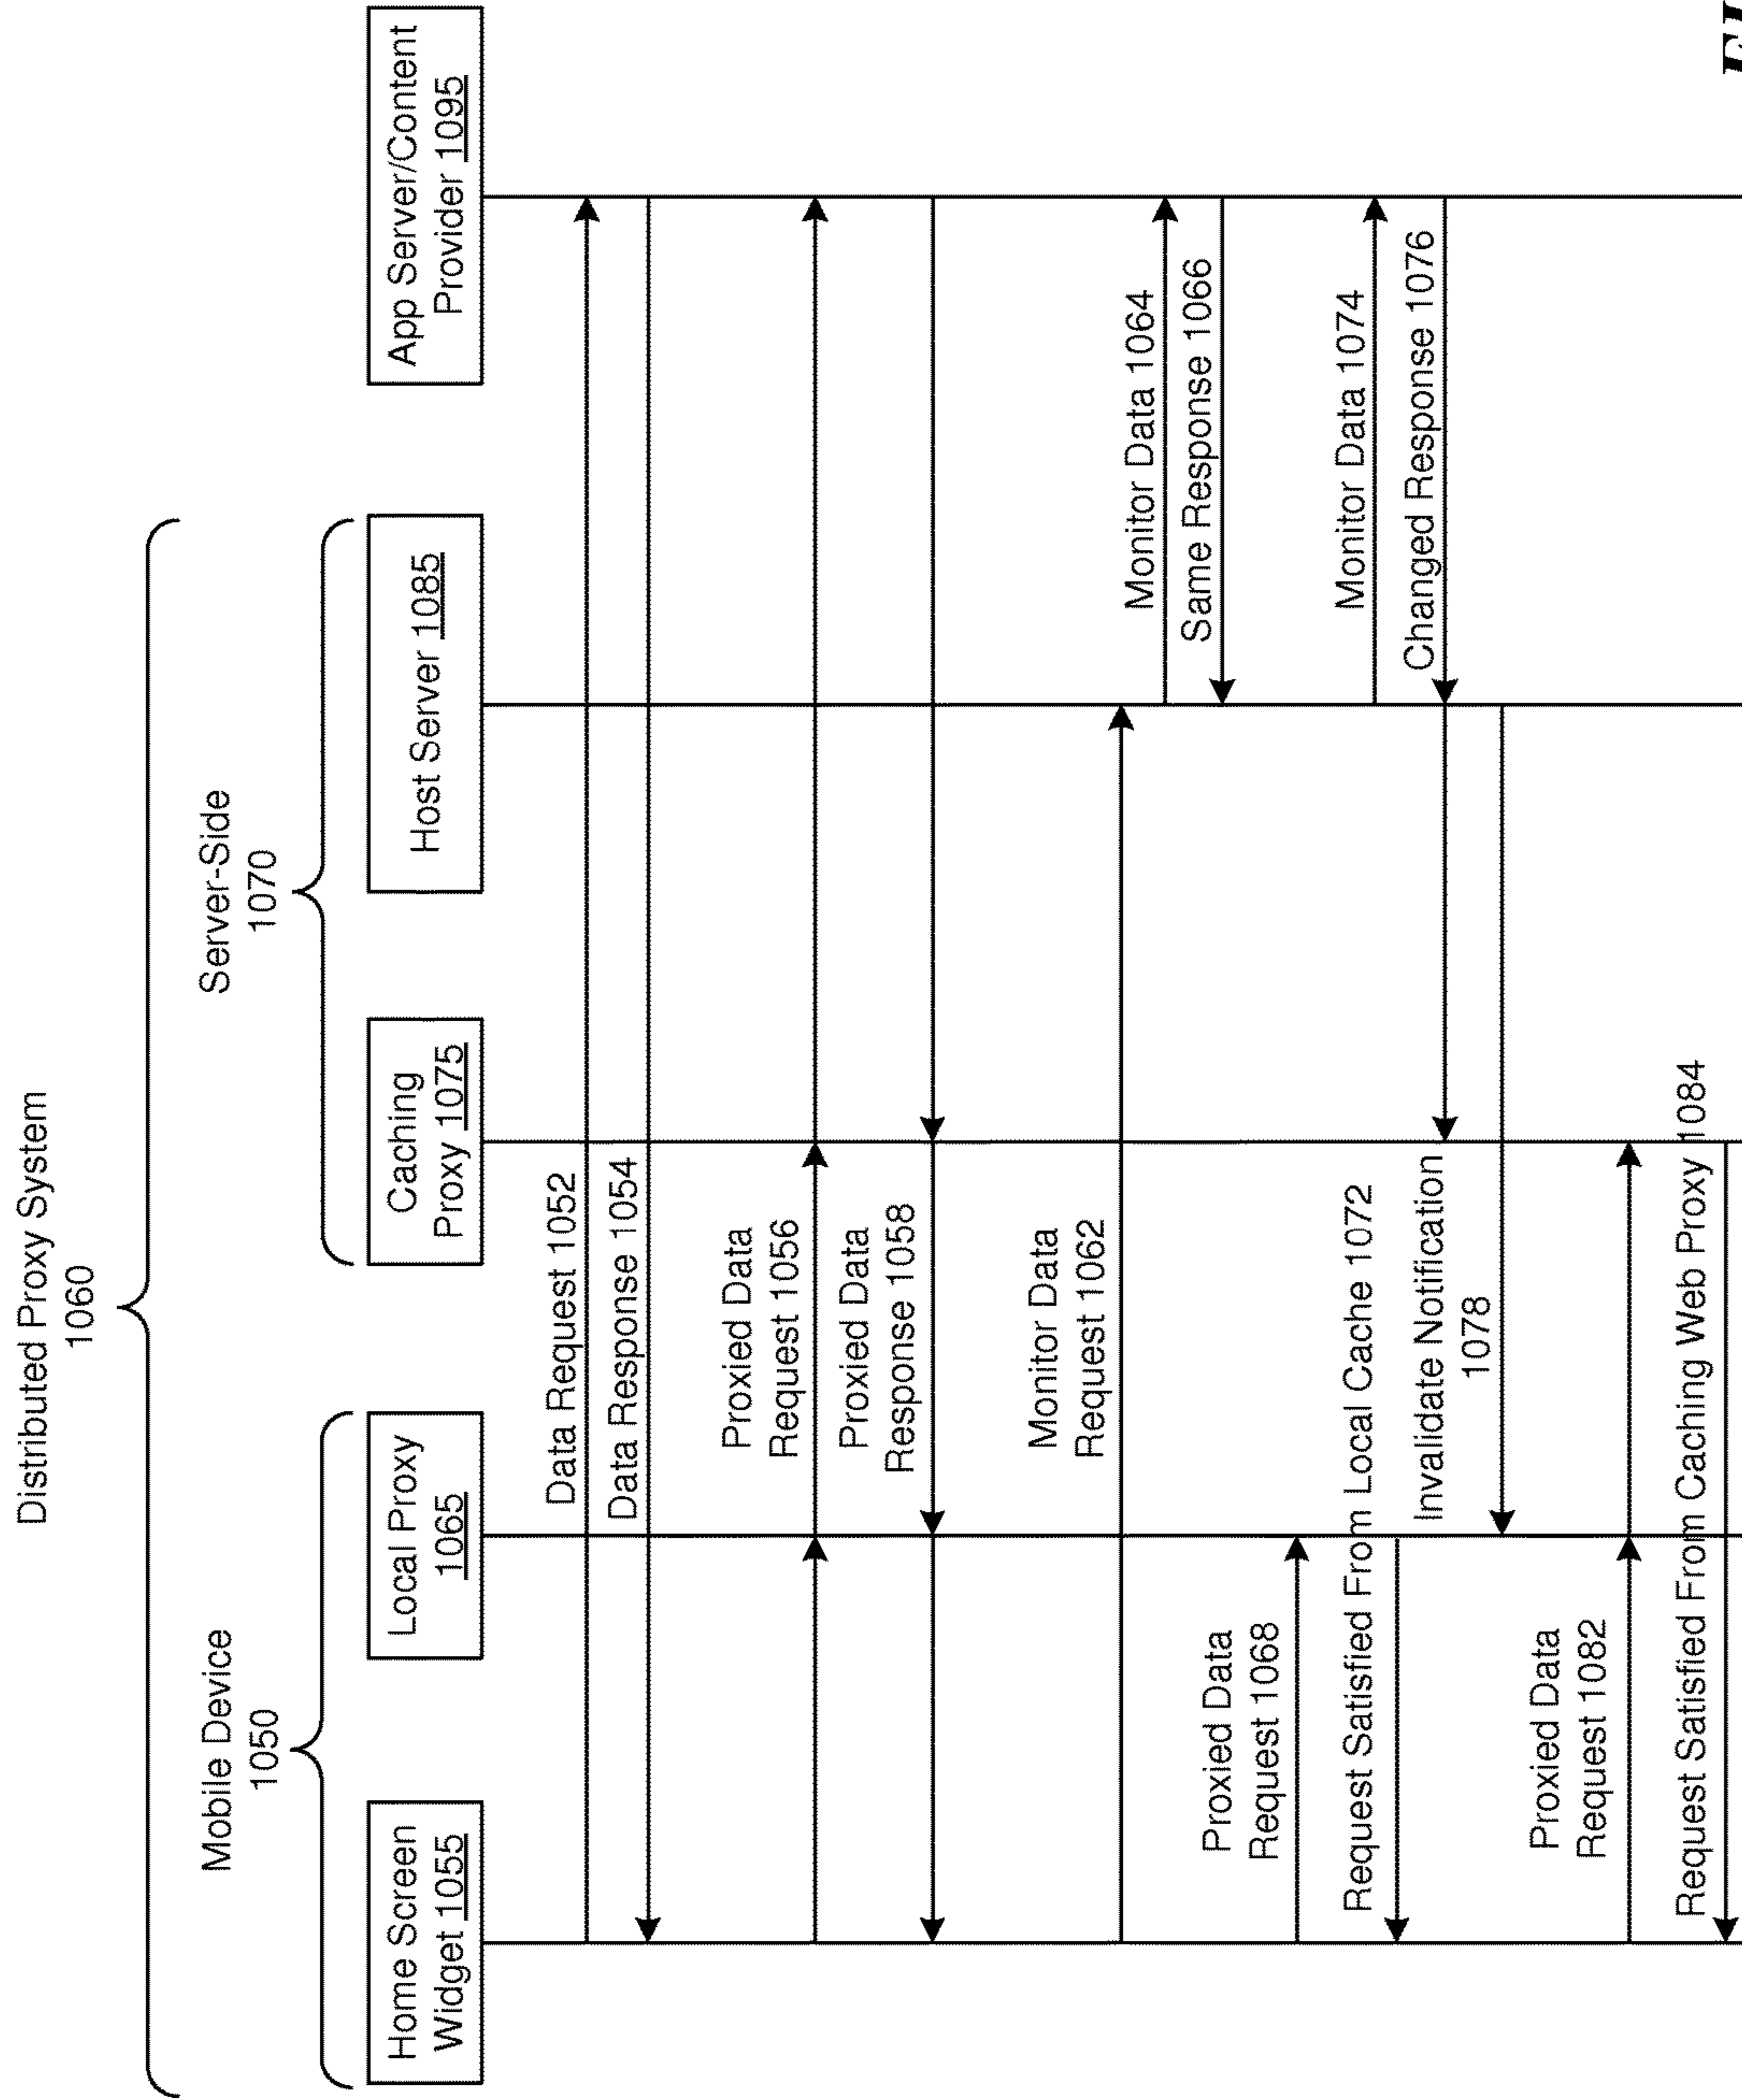 Distributed Proxy System
1060
Mobile Device
1050
Server-Side
1070
Home Screen
Widget 1055
Local Proxy
1065
Caching
Proxy 1075
Host Server 1085
App Server/Content
Provider 1095
Data Request 1052
Data Response 1054
Proxied Data
Request 1056
Proxied Data
Response 1058
Monitor Data
Request 1062
Monitor Data 1064
Same Response 1066
Proxied Data
Request 1068
Request Satisfied From Local Cache 1072
Monitor Data 1074
Changed Response 1076
Invalidate Notification
1078
Proxied Data
Request 1082
Request Satisfied From Caching Web Proxy 1084